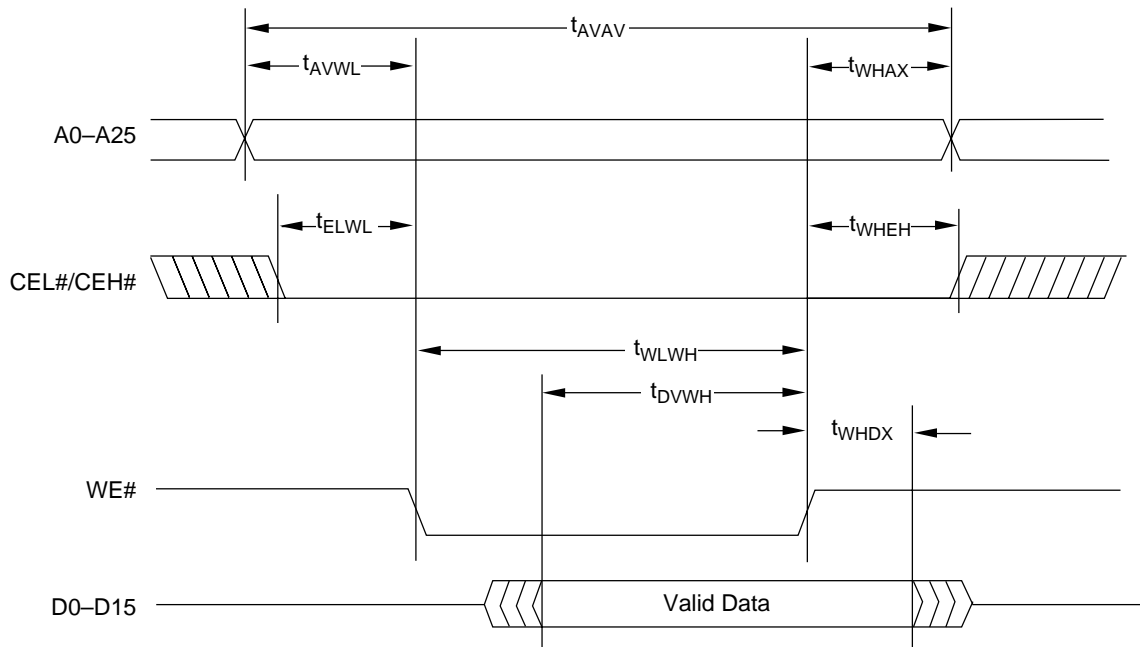 tAVAV
tAVWL
tWHAX
A0–A25
tELWL
tWHEH
CEL#/CEH#
tWLWH
tDVWH
tWHDX
WE#
D0–D15
Valid Data